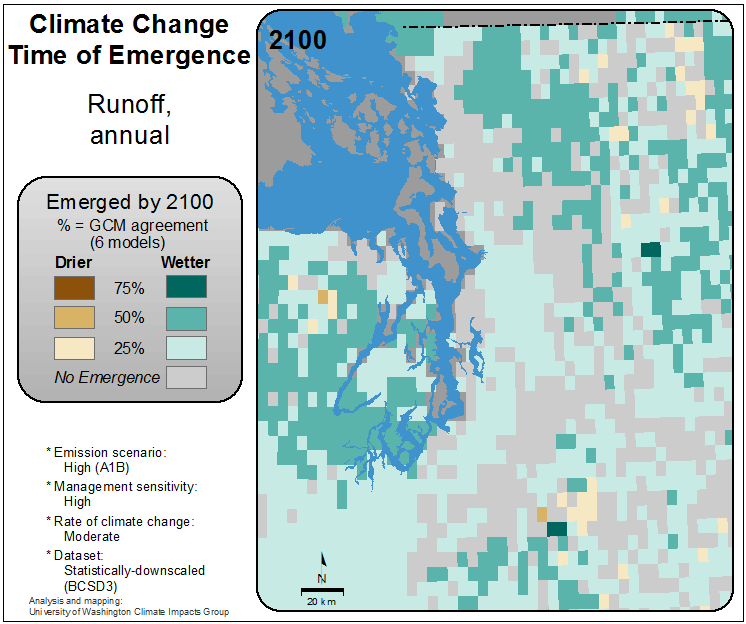 Climate Change
Time of Emergence
Runoff,
annual
Emerged by 2100
% = GCM agreement
(6 models)
Drier Wetter
75%
50%
25%
No Emergence
* Emission scenario:
High (A1B)
* Management sensitivity:
High
* Rate of climate change:
Moderate
* Dataset:
Statistically-downscaled
(BCSD3)
Analysis and mapping:
University of Washington Climate Impacts Group
2100
N
20 km